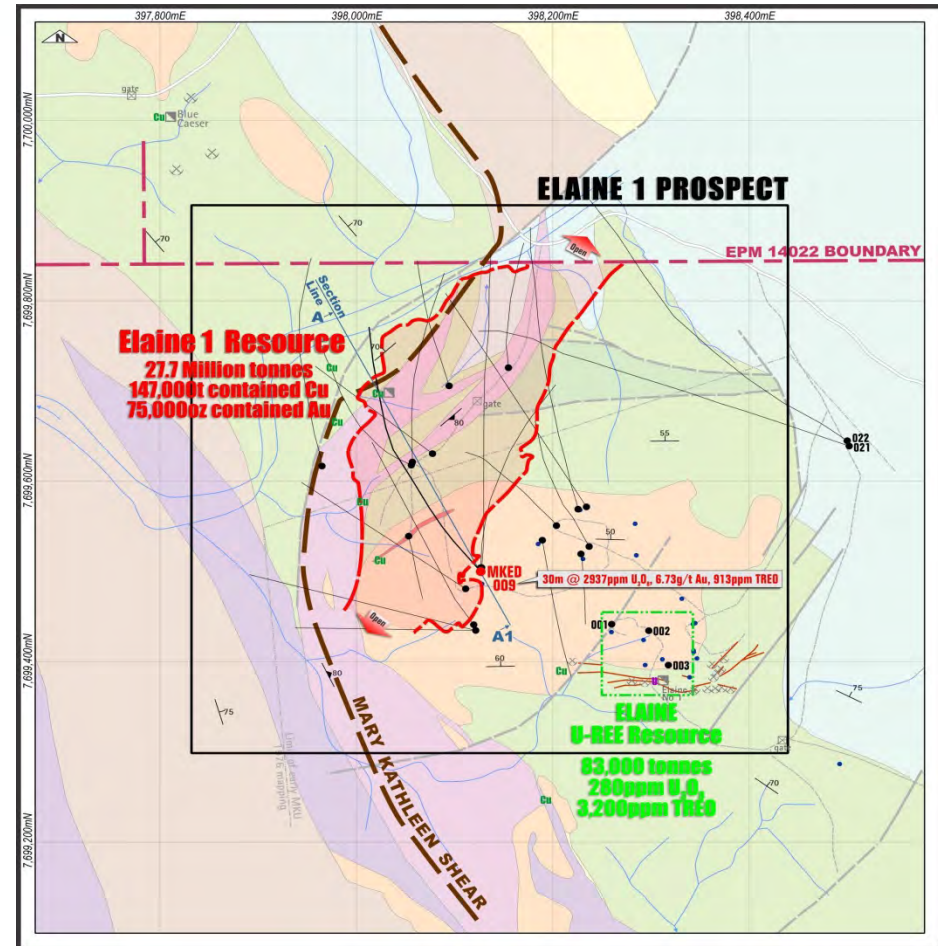 397,800mE
398,000mE
398,200mE
398,400mE
N
7,700,000mN
7,699,800mN
7,699,600mN
7,699,400mN
7,699,200mN
gate
Cu
Blue
Caeser
70
70
ELAINE 1 PROSPECT
Open
EPM 14022 BOUNDARY
Section
Line
A
Elaine 1 Resource
27.7 Million tonnes
147,000t contained Cu
75,000oz contained Au
Cu
70
Cu
gate
Cu
80
55
022
021
Cu
50
Cu
MKED
009
30m @ 2937ppm U3O8, 6.73g/t Au, 913ppm TREO
Open
A1
001
002
003
60
Cu
U
Elaine
No 1
80
75
75
gate
ELAINE
U-REE Resource
83,000 tonnes
280ppm U3O8
3,200ppm TREO
70
Cu
MARY KATHLEEN SHEAR